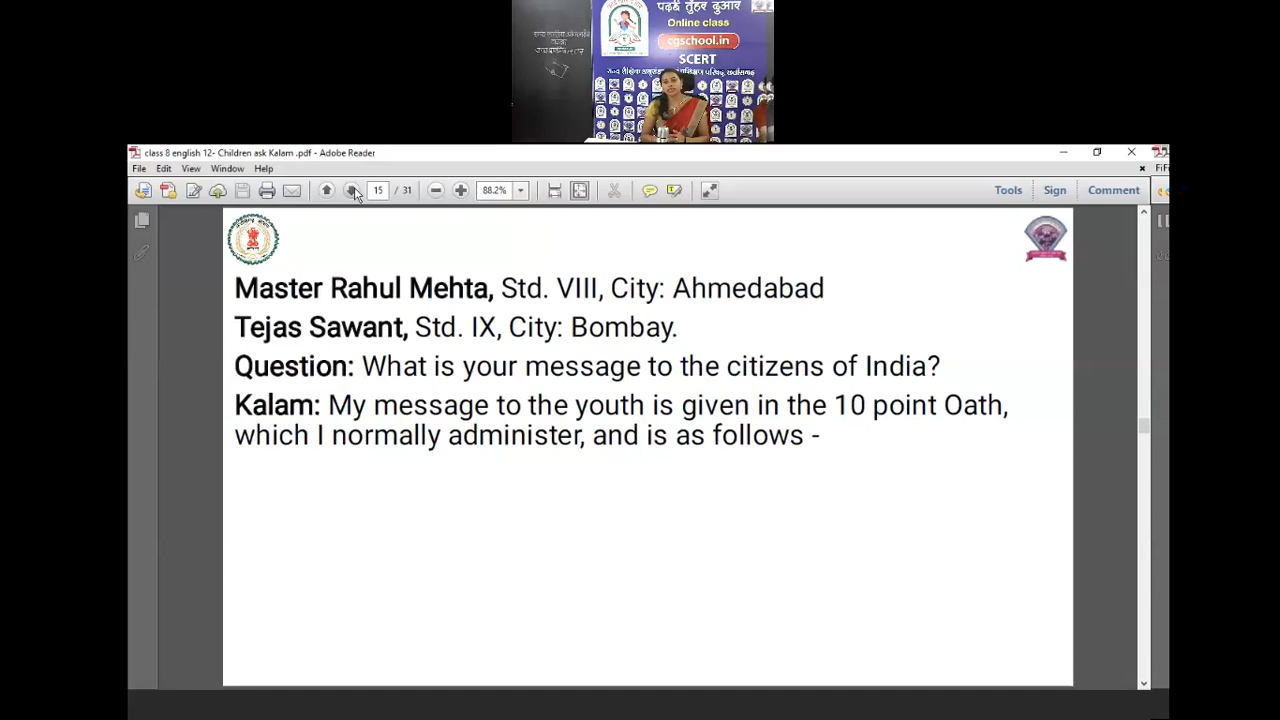 पढ़ई तुंहर दुआर
Online class
cgschool.in
SCERT
class 8 english 12- Children ask Kalam .pdf - Adobe Reader
File Edit View Window Help
15 / 31
88.2%
Tools Sign Comment
Master Rahul Mehta, Std. VIII, City: Ahmedabad
Tejas Sawant, Std. IX, City: Bombay.
Question: What is your message to the citizens of India?
Kalam: My message to the youth is given in the 10 point Oath,
which I normally administer, and is as follows -